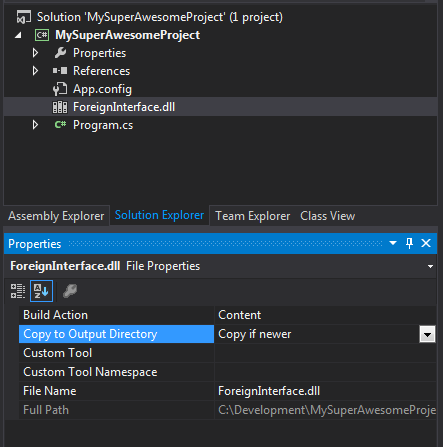 Solution 'MySuperAwesomeProject' (1 project)
C# MySuperAwesomeProject
Properties
References
App.config
ForeignInterface.dll
C# Program.cs
Assembly Explorer Solution Explorer Team Explorer Class View
Properties
ForeignInterface.dll File Properties
A Z
Build Action Content
Copy to Output Directory Copy if newer
Custom Tool
Custom Tool Namespace
File Name ForeignInterface.dll
Full Path C:\Development\MySuperAwesomeProje